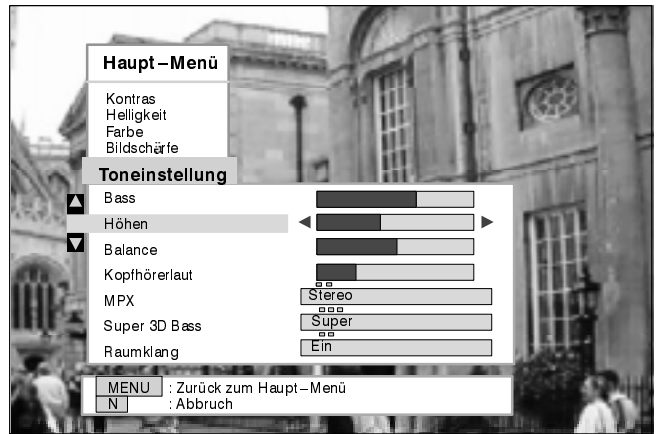 Haupt-Menü
Kontras
Helligkeit
Farbe
Bildschärfe
Toneinstellung
Bass
Höhen
Balance
Kopfhörerlaut
MPX Stereo
Super 3D Bass Super
Raumklang Ein
MENU : Zurück zum Haupt-Menü
N : Abbruch